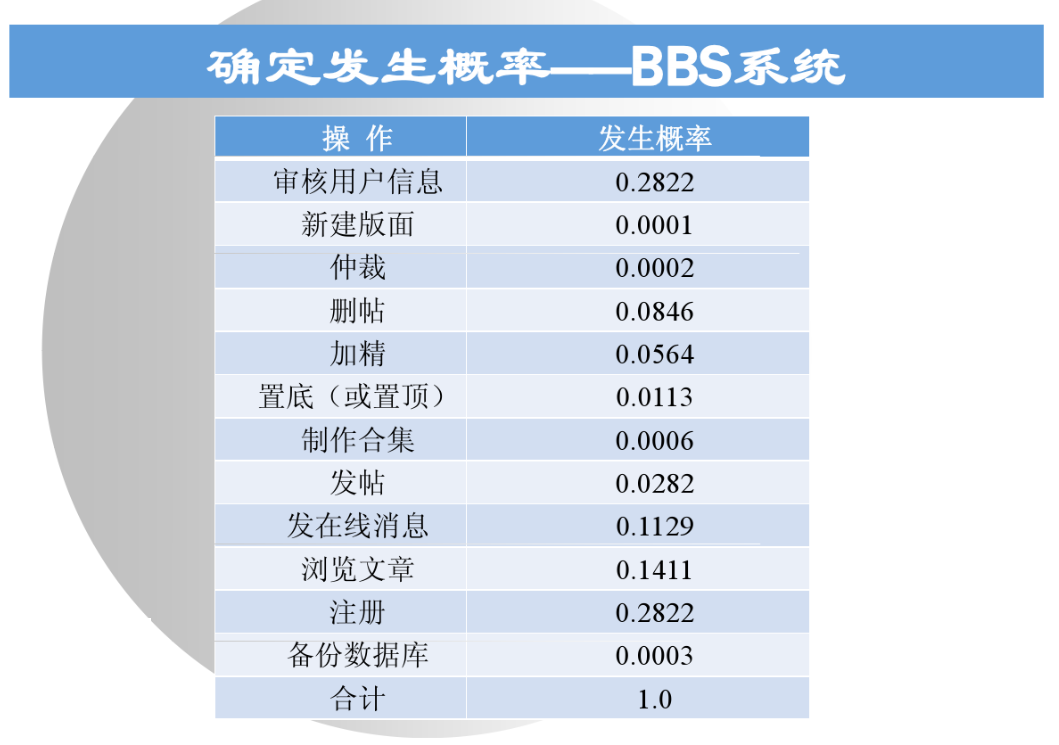 确定发生概率——BBS系统
操 作 发生概率
审核用户信息 0.2822
新建版面 0.0001
仲裁 0.0002
删帖 0.0846
加精 0.0564
置底（或置顶） 0.0113
制作合集 0.0006
发帖 0.0282
发在线消息 0.1129
浏览文章 0.1411
注册 0.2822
备份数据库 0.0003
合计 1.0